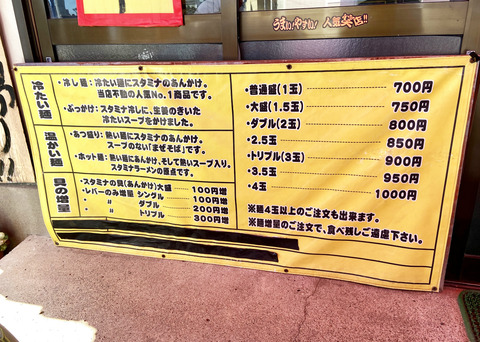 うまい、やすい! 人気実店!!
冷たい麺
・冷し麺:冷たい麺にスタミナのあんかけ。
当店不動の人気No.1商品です。
・ぶっかけ:スタミナ冷しに、生姜のきいた
冷たいスープをかけました。
温かい麺
・あつ盛り:熱い麺にスタミナのあんかけ。
スープのない「まぜそば」です。
・ホット麺:熱い麺にあんかけ、そして熱いスープ入り。
スタミナラーメンの原点です。
具の増量
・スタミナの具(あんかけ)大盛 100円増
・レバーのみ増量 シングル 100円増
・ 〃 ダブル 200円増
・ 〃 トリプル 300円増
・普通盛(1玉) 700円
・大盛(1.5玉) 750円
・ダブル(2玉) 800円
・2.5玉 850円
・トリプル(3玉) 900円
・3.5玉 950円
・4玉 1000円
※麺4玉以上のご注文も出来ます。
※麺増量のご注文で、食べ残しご遠慮下さい。